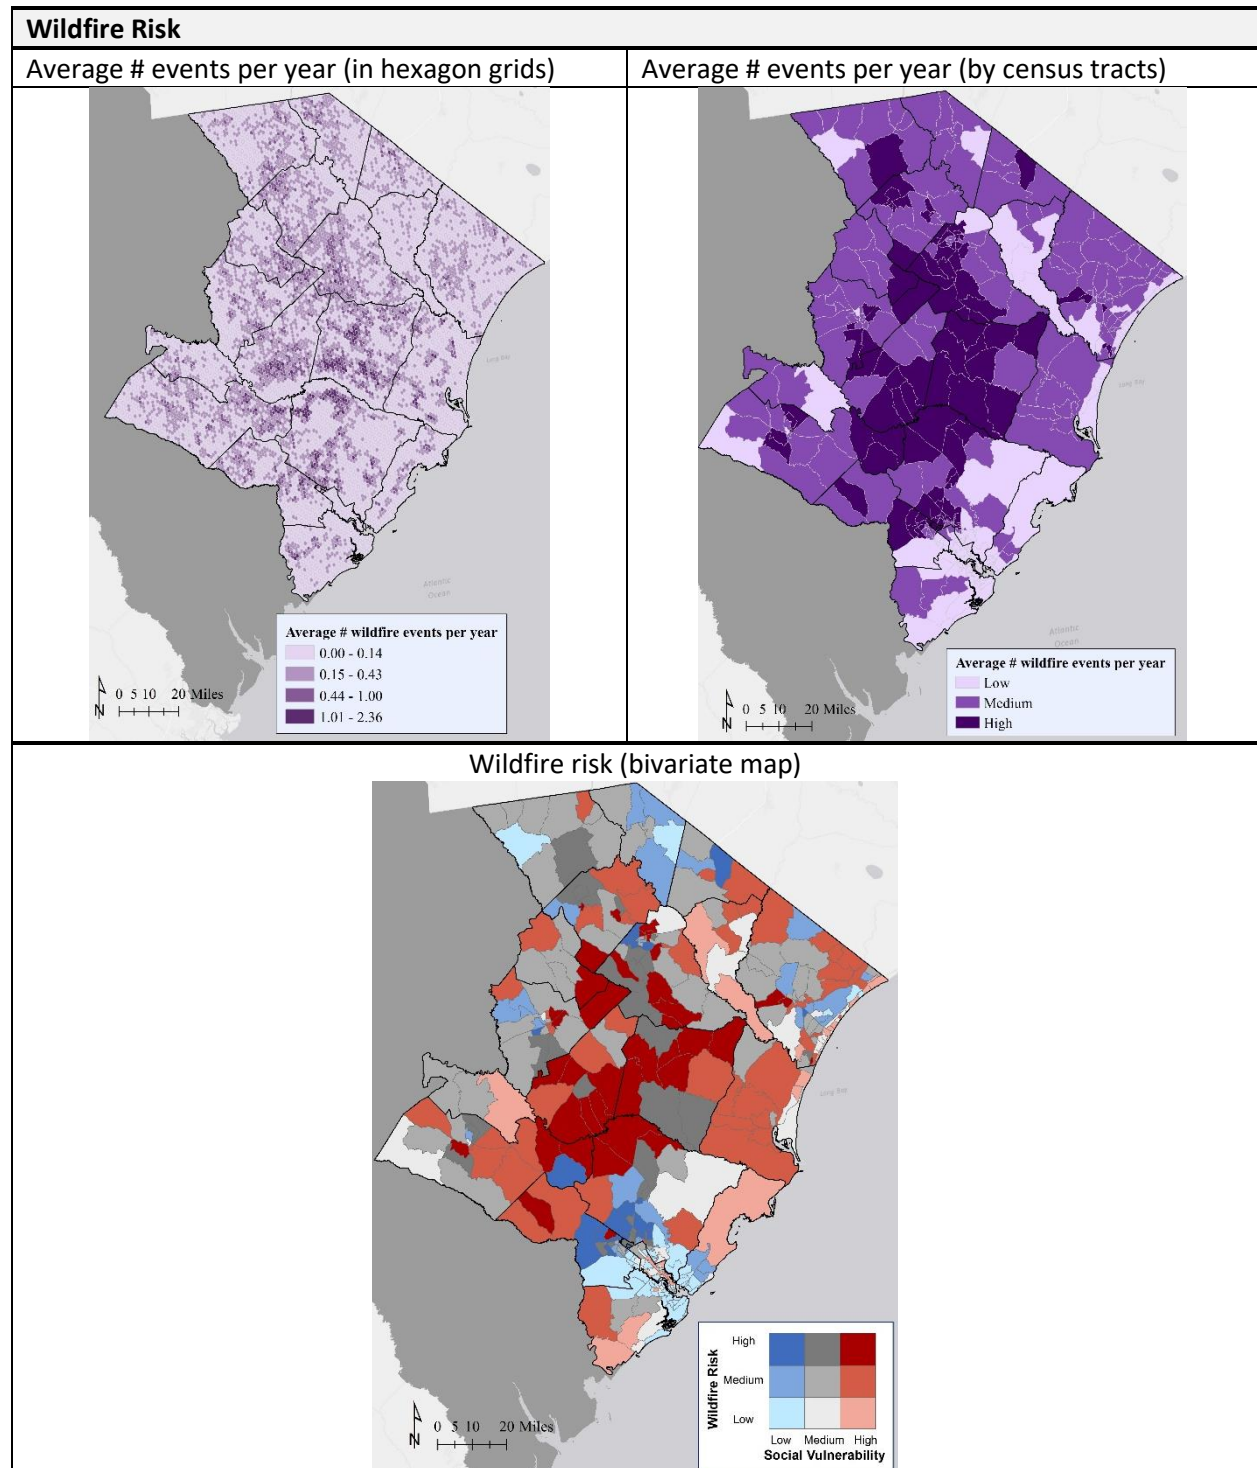 Wildfire Risk
Average # events per year (in hexagon grids)
Average # events per year (by census tracts)
Long Bay
Atlantic
Ocean
Average # wildfire events per year
0.00 - 0.14
0.15 - 0.43
0.44 - 1.00
1.01 - 2.36
N
0 5 10 20 Miles
Long Bay
Atlantic
Ocean
Average # wildfire events per year
Low
Medium
High
N
0 5 10 20 Miles
Wildfire risk (bivariate map)
Long Bay
N
0 5 10 20 Miles
Wildfire Risk
High
Medium
Low
Low Medium High
Social Vulnerability